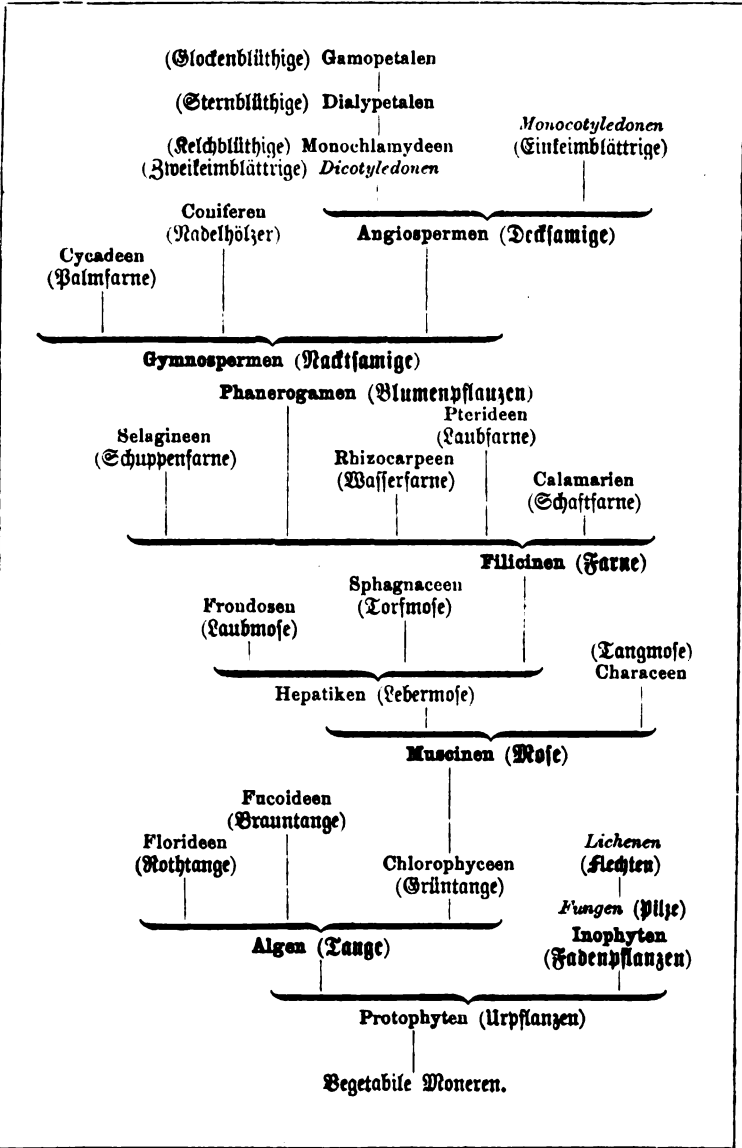 (Glockenblüthige) Gamopetalen
(Sternblüthige) Dialypetalen
Monocotyledonen
(Kelchblüthige) Monochlamydeen
(Einkeimblättrige)
(Zweikeimblättrige) Dicotyledonen
Coniferen
(Nadelhölzer)
Angiospermen (Decksamige)
Cycadeen
(Palmfarne)
Gymnospermen (Nacktsamige)
Phanerogamen (Blumenpflanzen)
Pterideen
(Laubfarne)
Selagineen
(Schuppenfarne)
Rhizocarpeen
(Wasserfarne)
Calamarien
(Schaftfarne)
Filicinen (Farne)
Sphagnaceen
(Torfmose)
Frondosen
(Laubmose)
(Tangmose)
Characeen
Hepatiken (Lebermose)
Muscinen (Mose)
Fucoideen
(Brauntange)
Florideen
(Rothtange)
Chlorophyceen
(Grüntange)
Lichenen
(Flechten)
Fungen (Pilze)
Inophyten
(Fadenpflanzen)
Algen (Tange)
Protophyten (Urpflanzen)
Vegetabile Moneren.